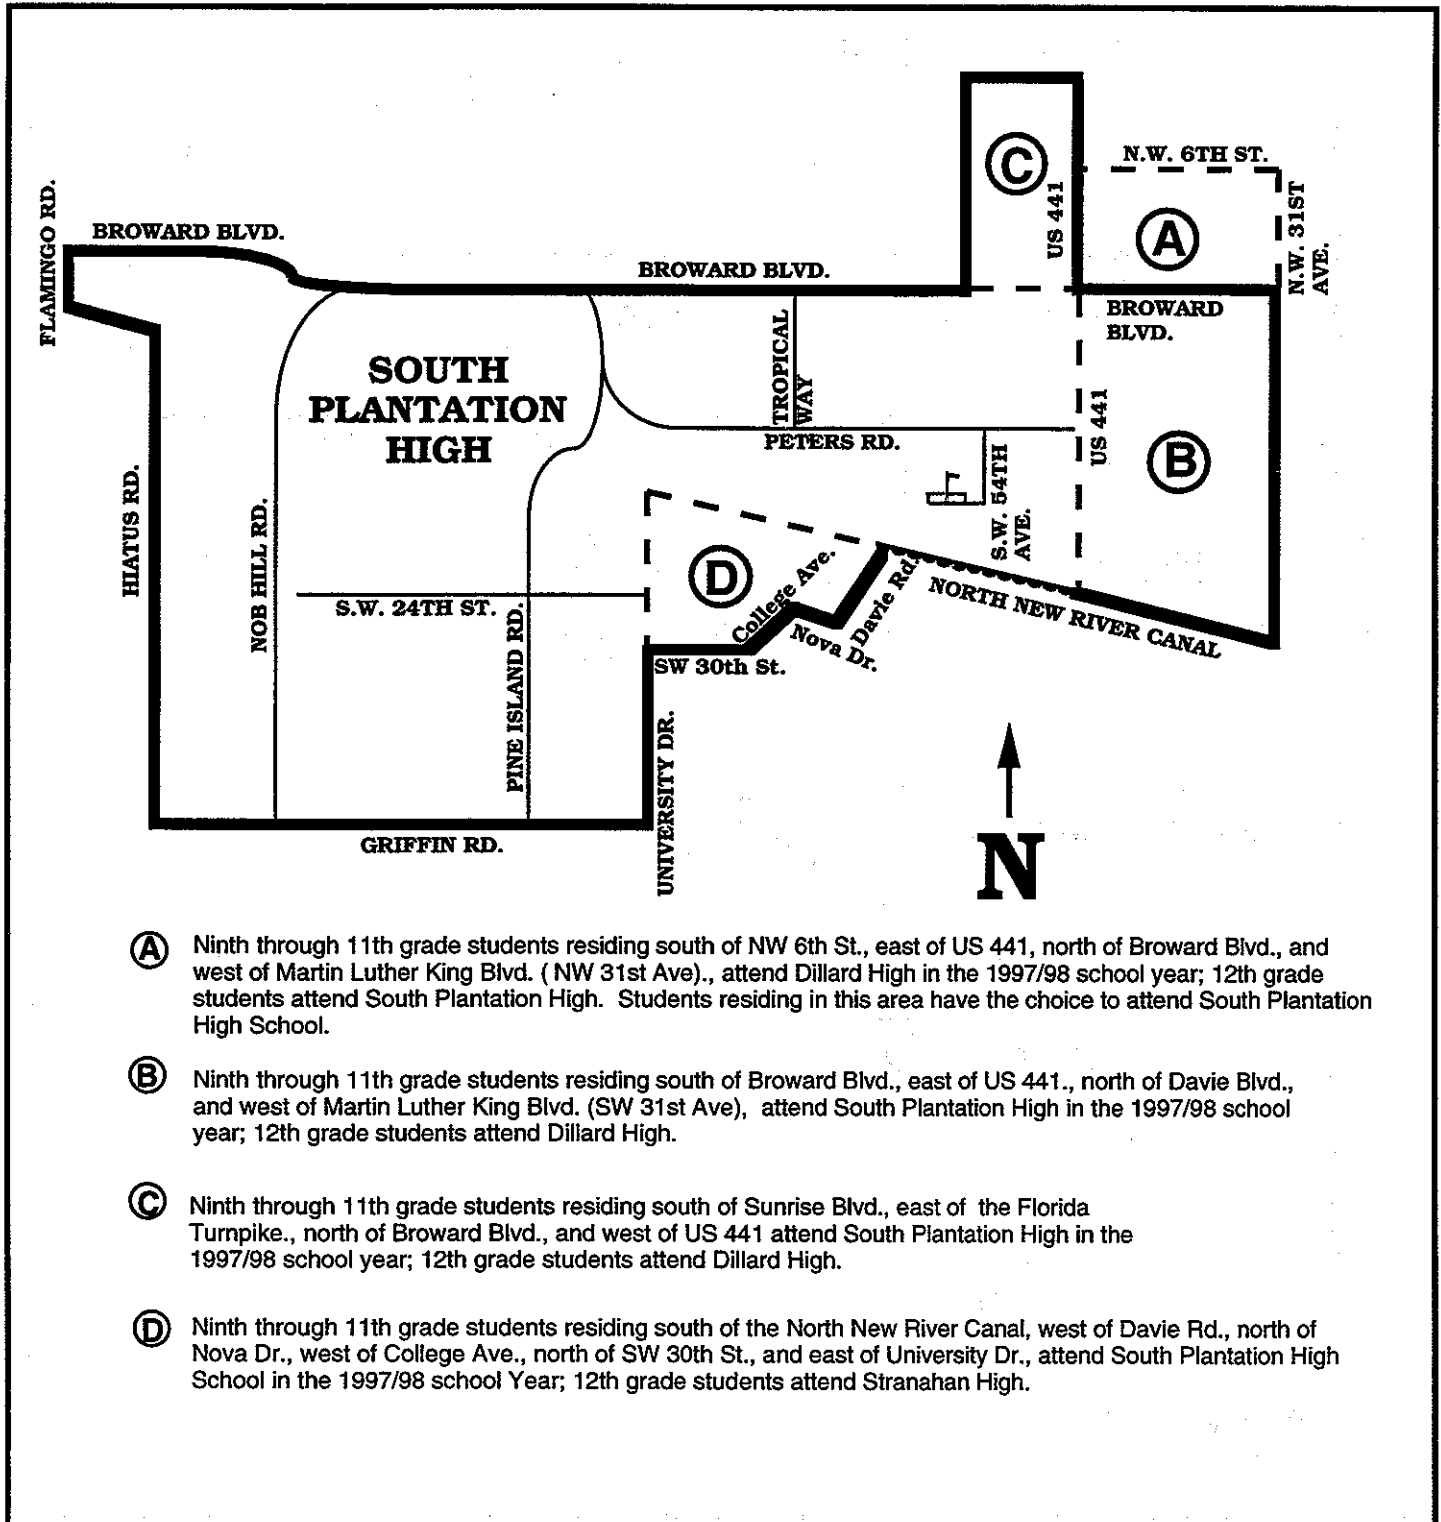 C
N.W. 6TH ST.
FLAMINGO RD.
US 441
N.W. 31ST
AVE.
A
BROWARD BLVD.
BROWARD BLVD.
BROWARD
BLVD.
TROPICAL
WAY
SOUTH
PLANTATION
HIGH
US 441
PETERS RD.
B
HIATUS RD.
NOB HILL RD.
S.W. 54TH
AVE.
D
College Ave.
Davie Rd.
NORTH NEW RIVER CANAL
S.W. 24TH ST.
PINE ISLAND RD.
Nova Dr.
SW 30th St.
UNIVERSITY DR.
GRIFFIN RD.
N
A Ninth through 11th grade students residing south of NW 6th St., east of US 441, north of Broward Blvd., and
west of Martin Luther King Blvd. ( NW 31st Ave)., attend Dillard High in the 1997/98 school year; 12th grade
students attend South Plantation High. Students residing in this area have the choice to attend South Plantation
High School.
B Ninth through 11th grade students residing south of Broward Blvd., east of US 441., north of Davie Blvd.,
and west of Martin Luther King Blvd. (SW 31st Ave), attend South Plantation High in the 1997/98 school
year; 12th grade students attend Dillard High.
C Ninth through 11th grade students residing south of Sunrise Blvd., east of the Florida
Turnpike., north of Broward Blvd., and west of US 441 attend South Plantation High in the
1997/98 school year; 12th grade students attend Dillard High.
D Ninth through 11th grade students residing south of the North New River Canal, west of Davie Rd., north of
Nova Dr., west of College Ave., north of SW 30th St., and east of University Dr., attend South Plantation High
School in the 1997/98 school Year; 12th grade students attend Stranahan High.